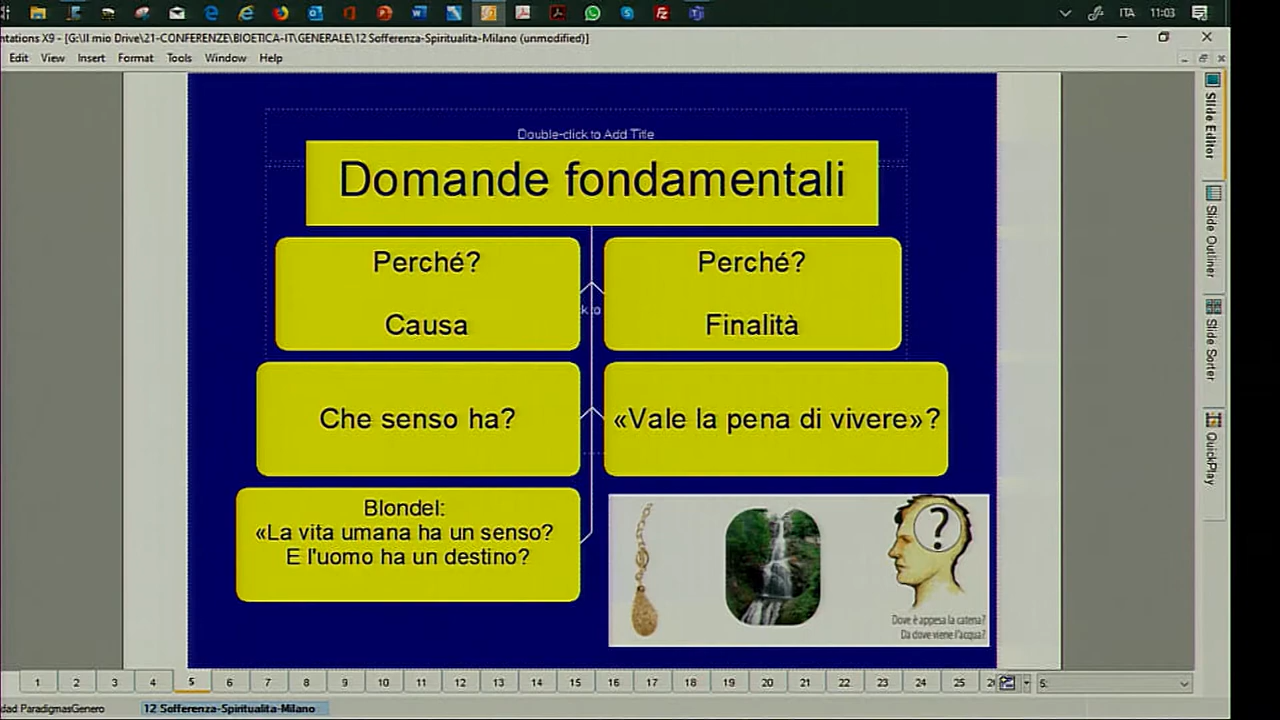 ITA 11:03
ntations X9 - [G:\Il mio Drive\21-CONFERENZE\BIOETICA-IT\GENERALE\12 Sofferenza-Spiritualita-Milano (unmodified)]
Edit View Insert Format Tools Window Help
Double-click to Add Title
Domande fondamentali
Perché?
Causa
Perché?
Finalità
k to
Che senso ha?
«Vale la pena di vivere»?
Blondel:
«La vita umana ha un senso?
E l'uomo ha un destino?
?
Dove è appesa la catena?
Da dove viene l'acqua?
Slide Editor
Slide Outliner
Slide Sorter
QuickPlay
1 2 3 4 5 6 7 8 9 10 11 12 13 14 15 16 17 18 19 20 21 22 23 24 25 2 5:
dad ParadigmasGenero 12 Sofferenza-Spiritualita-Milano